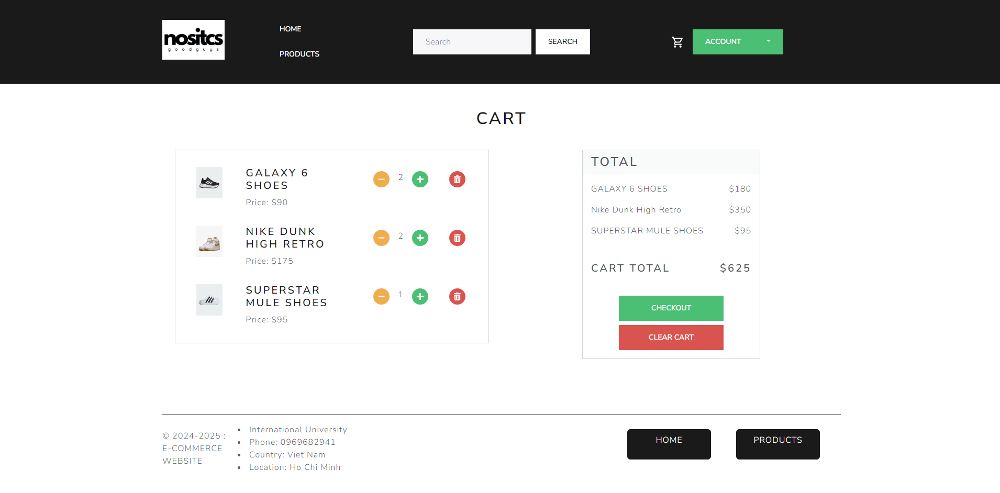 nositcs
goodguys
HOME
PRODUCTS
Search
SEARCH
ACCOUNT
CART
GALAXY 6
SHOES
Price: $90
2
NIKE DUNK
HIGH RETRO
Price: $175
2
SUPERSTAR
MULE SHOES
Price: $95
1
TOTAL
GALAXY 6 SHOES $180
Nike Dunk High Retro $350
SUPERSTAR MULE SHOES $95
CART TOTAL $625
CHECKOUT
CLEAR CART
© 2024-2025 :
E-COMMERCE
WEBSITE
International University
Phone: 0969682941
Country: Viet Nam
Location: Ho Chi Minh
HOME
PRODUCTS